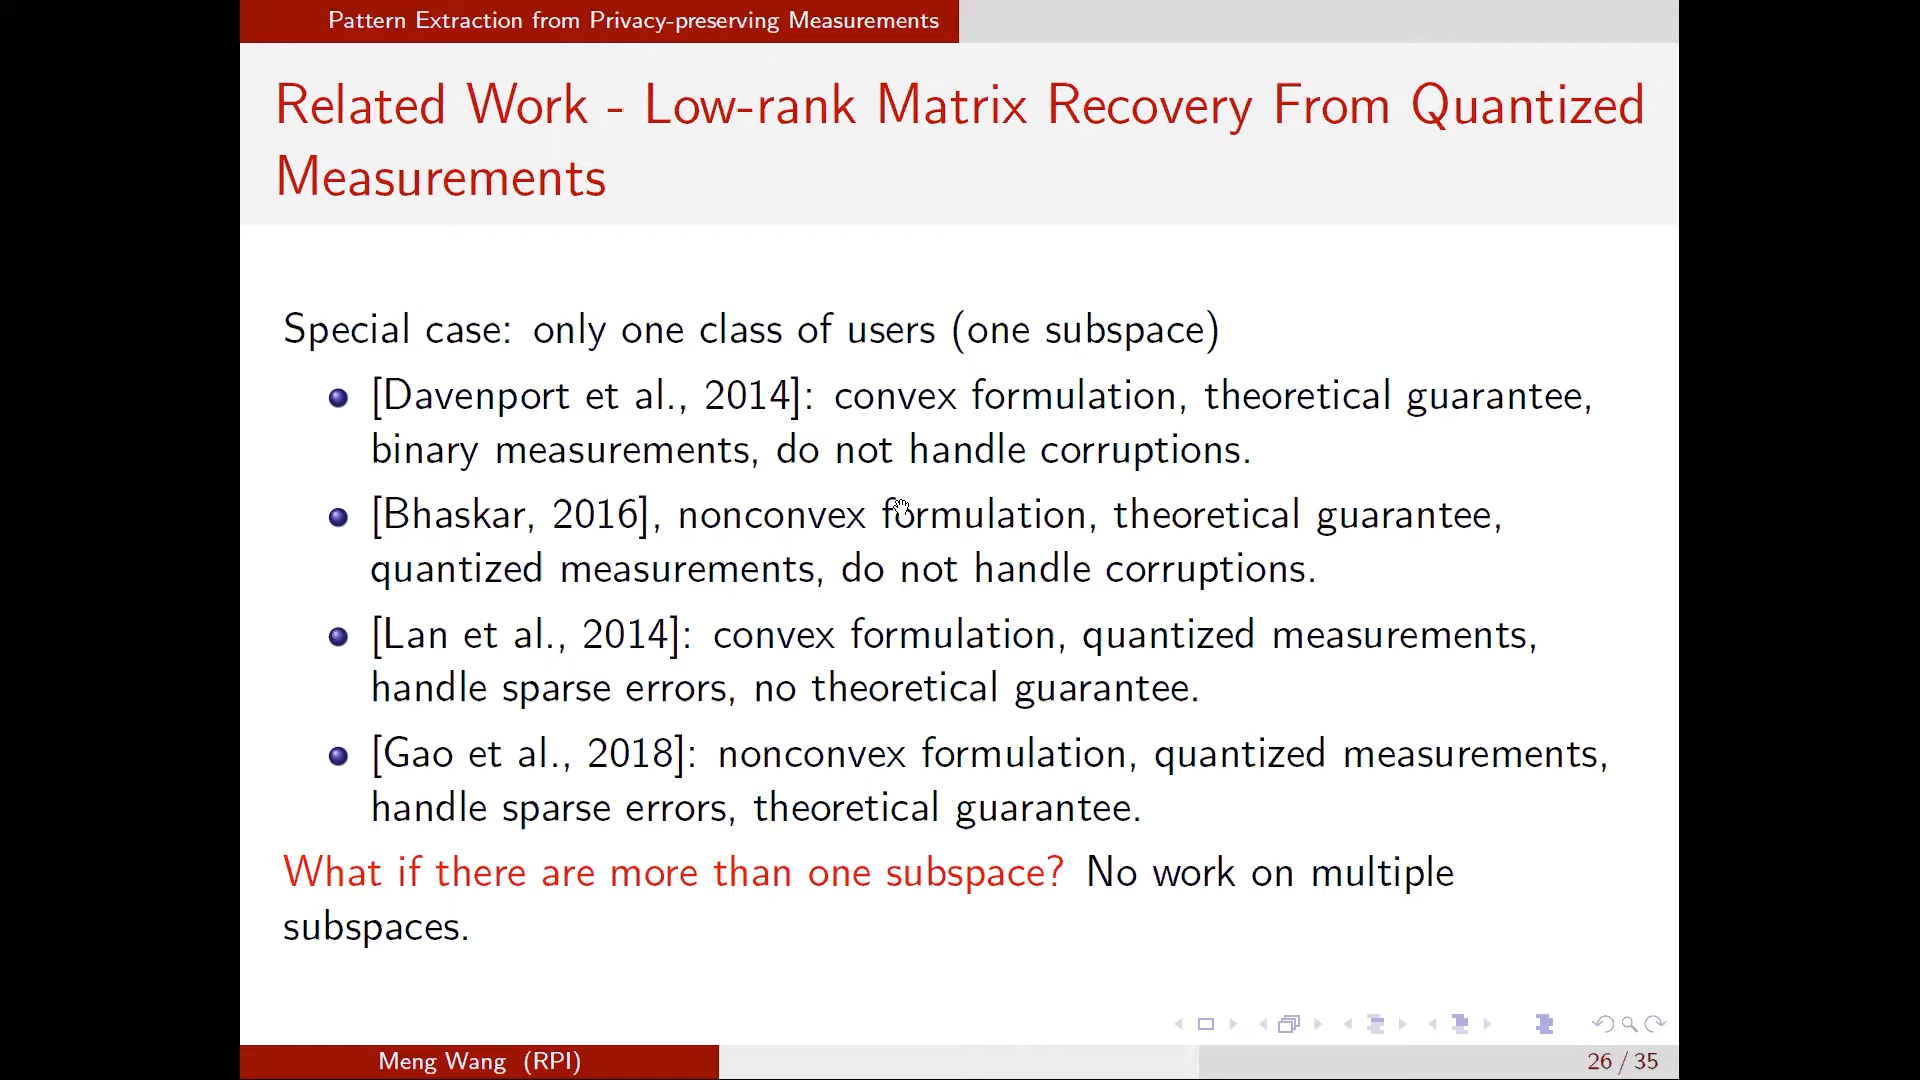 Pattern Extraction from Privacy-preserving Measurements
Related Work - Low-rank Matrix Recovery From Quantized
Measurements
Special case: only one class of users (one subspace)
[Davenport et al., 2014]: convex formulation, theoretical guarantee,
binary measurements, do not handle corruptions.
[Bhaskar, 2016], nonconvex formulation, theoretical guarantee,
quantized measurements, do not handle corruptions.
[Lan et al., 2014]: convex formulation, quantized measurements,
handle sparse errors, no theoretical guarantee.
[Gao et al., 2018]: nonconvex formulation, quantized measurements,
handle sparse errors, theoretical guarantee.
What if there are more than one subspace? No work on multiple
subspaces.
Meng Wang (RPI)
26 / 35